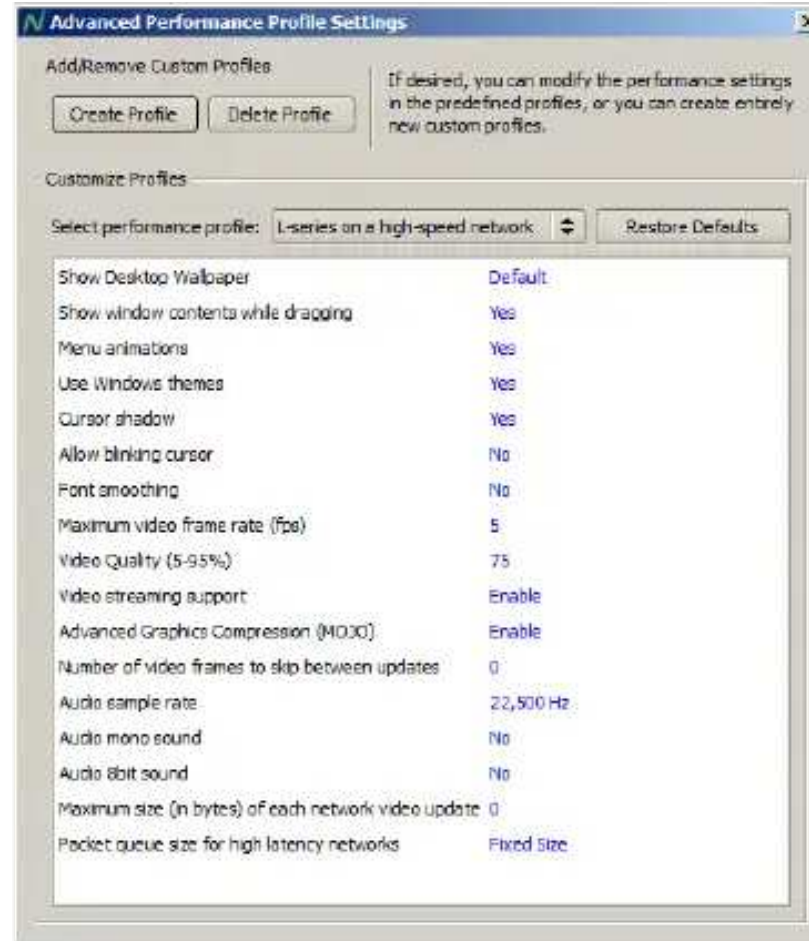 Advanced Performance Profile Settings
Add/Remove Custom Profiles
Create Profile
Delete Profile
If desired, you can modify the performance settings
in the predefined profiles, or you can create entirely
new custom profiles.
Customize Profiles
Select performance profile: L-series on a high-speed network
Restore Defaults
Show Desktop Wallpaper Default
Show window contents while dragging Yes
Menu animations Yes
Use Windows themes Yes
Cursor shadow Yes
Allow blinking cursor No
Font smoothing No
Maximum video frame rate (fps) 5
Video Quality (5-95%) 75
Video streaming support Enable
Advanced Graphics Compression (MOJO) Enable
Number of video frames to skip between updates 0
Audio sample rate 22,500 Hz
Audio mono sound No
Audio 8bit sound No
Maximum size (in bytes) of each network video update 0
Packet queue size for high latency networks Fixed Size